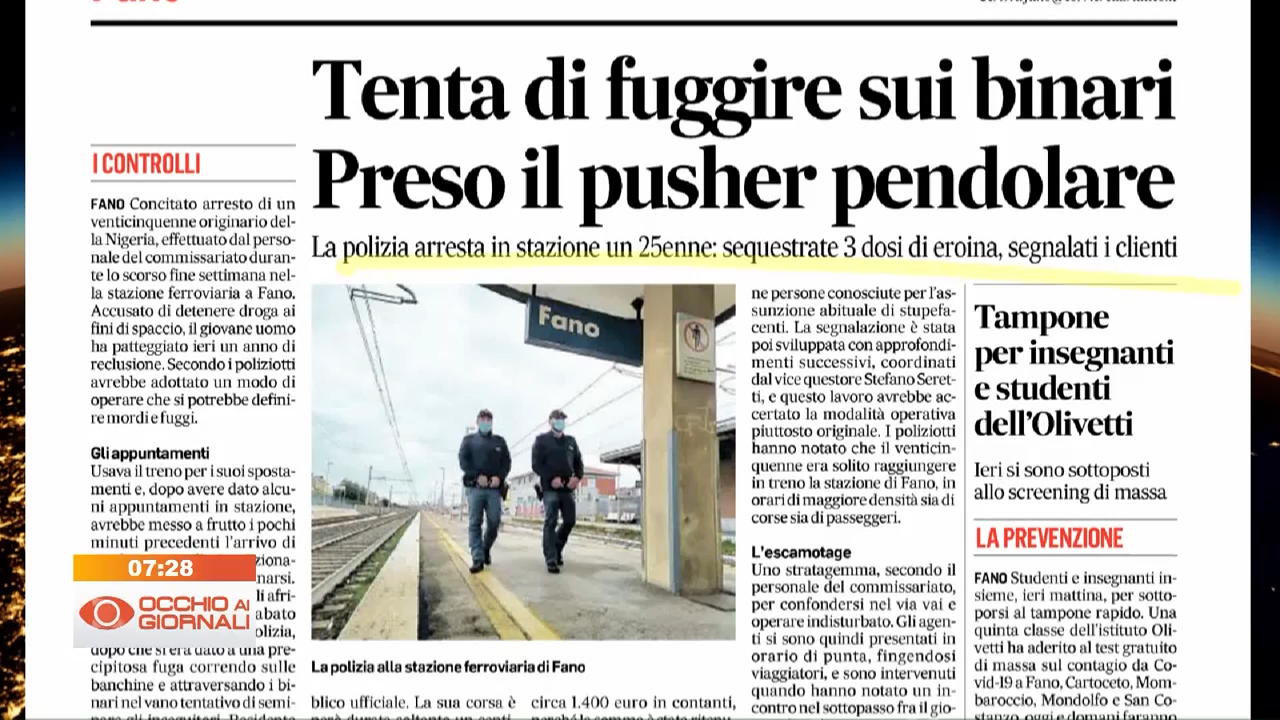 Tenta di fuggire sui binari
Preso il pusher pendolare
La polizia arresta in stazione un 25enne: sequestrate 3 dosi di eroina, segnalati i clienti
I CONTROLLI
FANO Concitato arresto di un
venticinquenne originario del-
la Nigeria, effettuato dal perso-
nale del commissariato duran-
te lo scorso fine settimana nel-
la stazione ferroviaria a Fano.
Accusato di detenere droga ai
fini di spaccio, il giovane uomo
ha patteggiato ieri un anno di
reclusione. Secondo i poliziotti
avrebbe adottato un modo di
operare che si potrebbe defini-
re mordi e fuggi.
Gli appuntamenti
Usava il treno per i suoi sposta-
menti e, dopo avere dato alcu-
ni appuntamenti in stazione,
avrebbe messo a frutto i pochi
minuti precedenti l'arrivo di
dopo che si era dato a una pre-
cipitosa fuga correndo sulle
banchine e attraversando i bi-
nari nel vano tentativo di semi-
Fano
La polizia alla stazione ferroviaria di Fano
blico ufficiale. La sua corsa è
circa 1.400 euro in contanti,
ne persone conosciute per l'as-
sunzione abituale di stupefa-
centi. La segnalazione è stata
poi sviluppata con approfondi-
menti successivi, coordinati
dal vice questore Stefano Seret-
ti, e questo lavoro avrebbe ac-
certato la modalità operativa
piuttosto originale. I poliziotti
hanno notato che il venticin-
quenne era solito raggiungere
in treno la stazione di Fano, in
orari di maggiore densità sia di
corse sia di passeggeri.
L'escamotage
Uno stratagemma, secondo il
personale del commissariato,
per confondersi nel via vai e
operare indisturbato. Gli agen-
ti si sono quindi presentati in
orario di punta, fingendosi
viaggiatori, e sono intervenuti
quando hanno notato un in-
contro nel sottopasso fra il gio-
Tampone
per insegnanti
e studenti
dell'Olivetti
Ieri si sono sottoposti
allo screening di massa
LA PREVENZIONE
FANO Studenti e insegnanti in-
sieme, ieri mattina, per sotto-
porsi al tampone rapido. Una
quinta classe dell'istituto Oli-
vetti ha aderito al test gratuito
di massa sul contagio da Co-
vid-19 a Fano, Cartoceto, Mom-
baroccio, Mondolfo e San Co-
stanzo, oggi e domani faranno
07:28
OCCHIO AI
GIORNALI